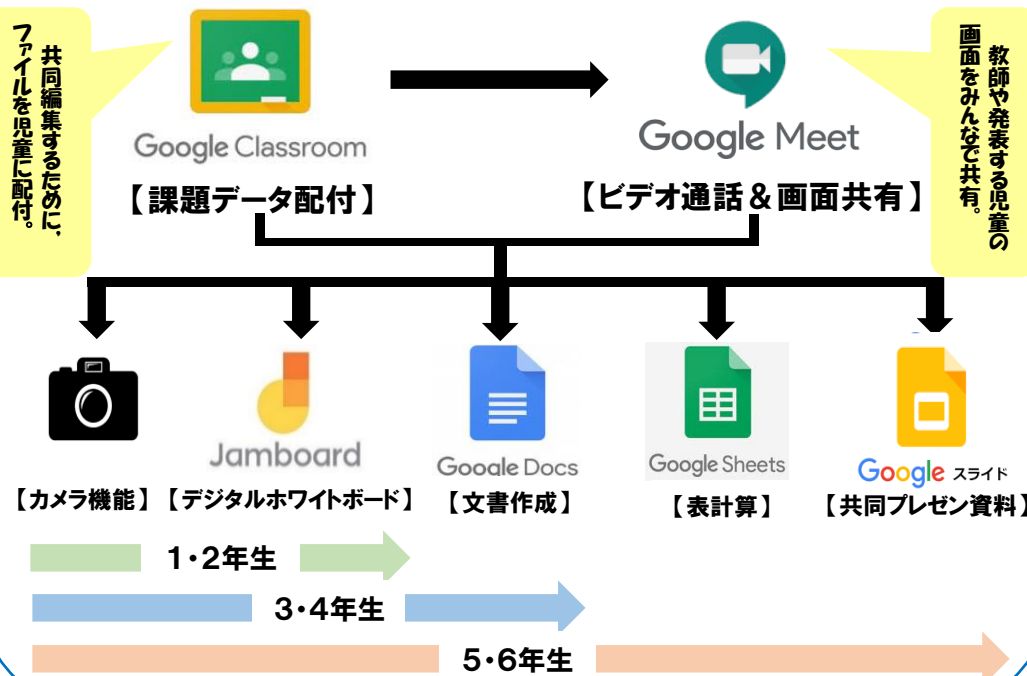 共同編集するために、
ファイルを児童に配付。
Google Classroom
【課題データ配付】
Google Meet
【ビデオ通話＆画面共有】
教師や発表する児童の
画面をみんなで共有。
Jamboard
Google Docs
Google Sheets
Google スライド
【カメラ機能】
【デジタルホワイトボード】
【文書作成】
【表計算】
【共同プレゼン資料】
１・２年生
３・４年生
５・６年生